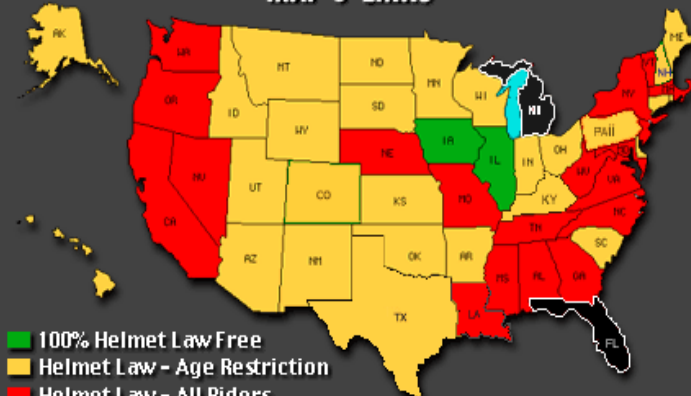 AK
WA
MT
ND
MN
ME
VT
NH
OR
ID
SD
WI
MI
NY
WY
IA
PA
NE
IL
IN
OH
NV
UT
CO
KS
MO
KY
WV
VA
CA
TN
NC
AZ
NM
OK
AR
SC
MS
AL
GA
TX
LA
FL
100% Helmet Law Free
Helmet Law - Age Restriction
Helmet Law - All Riders